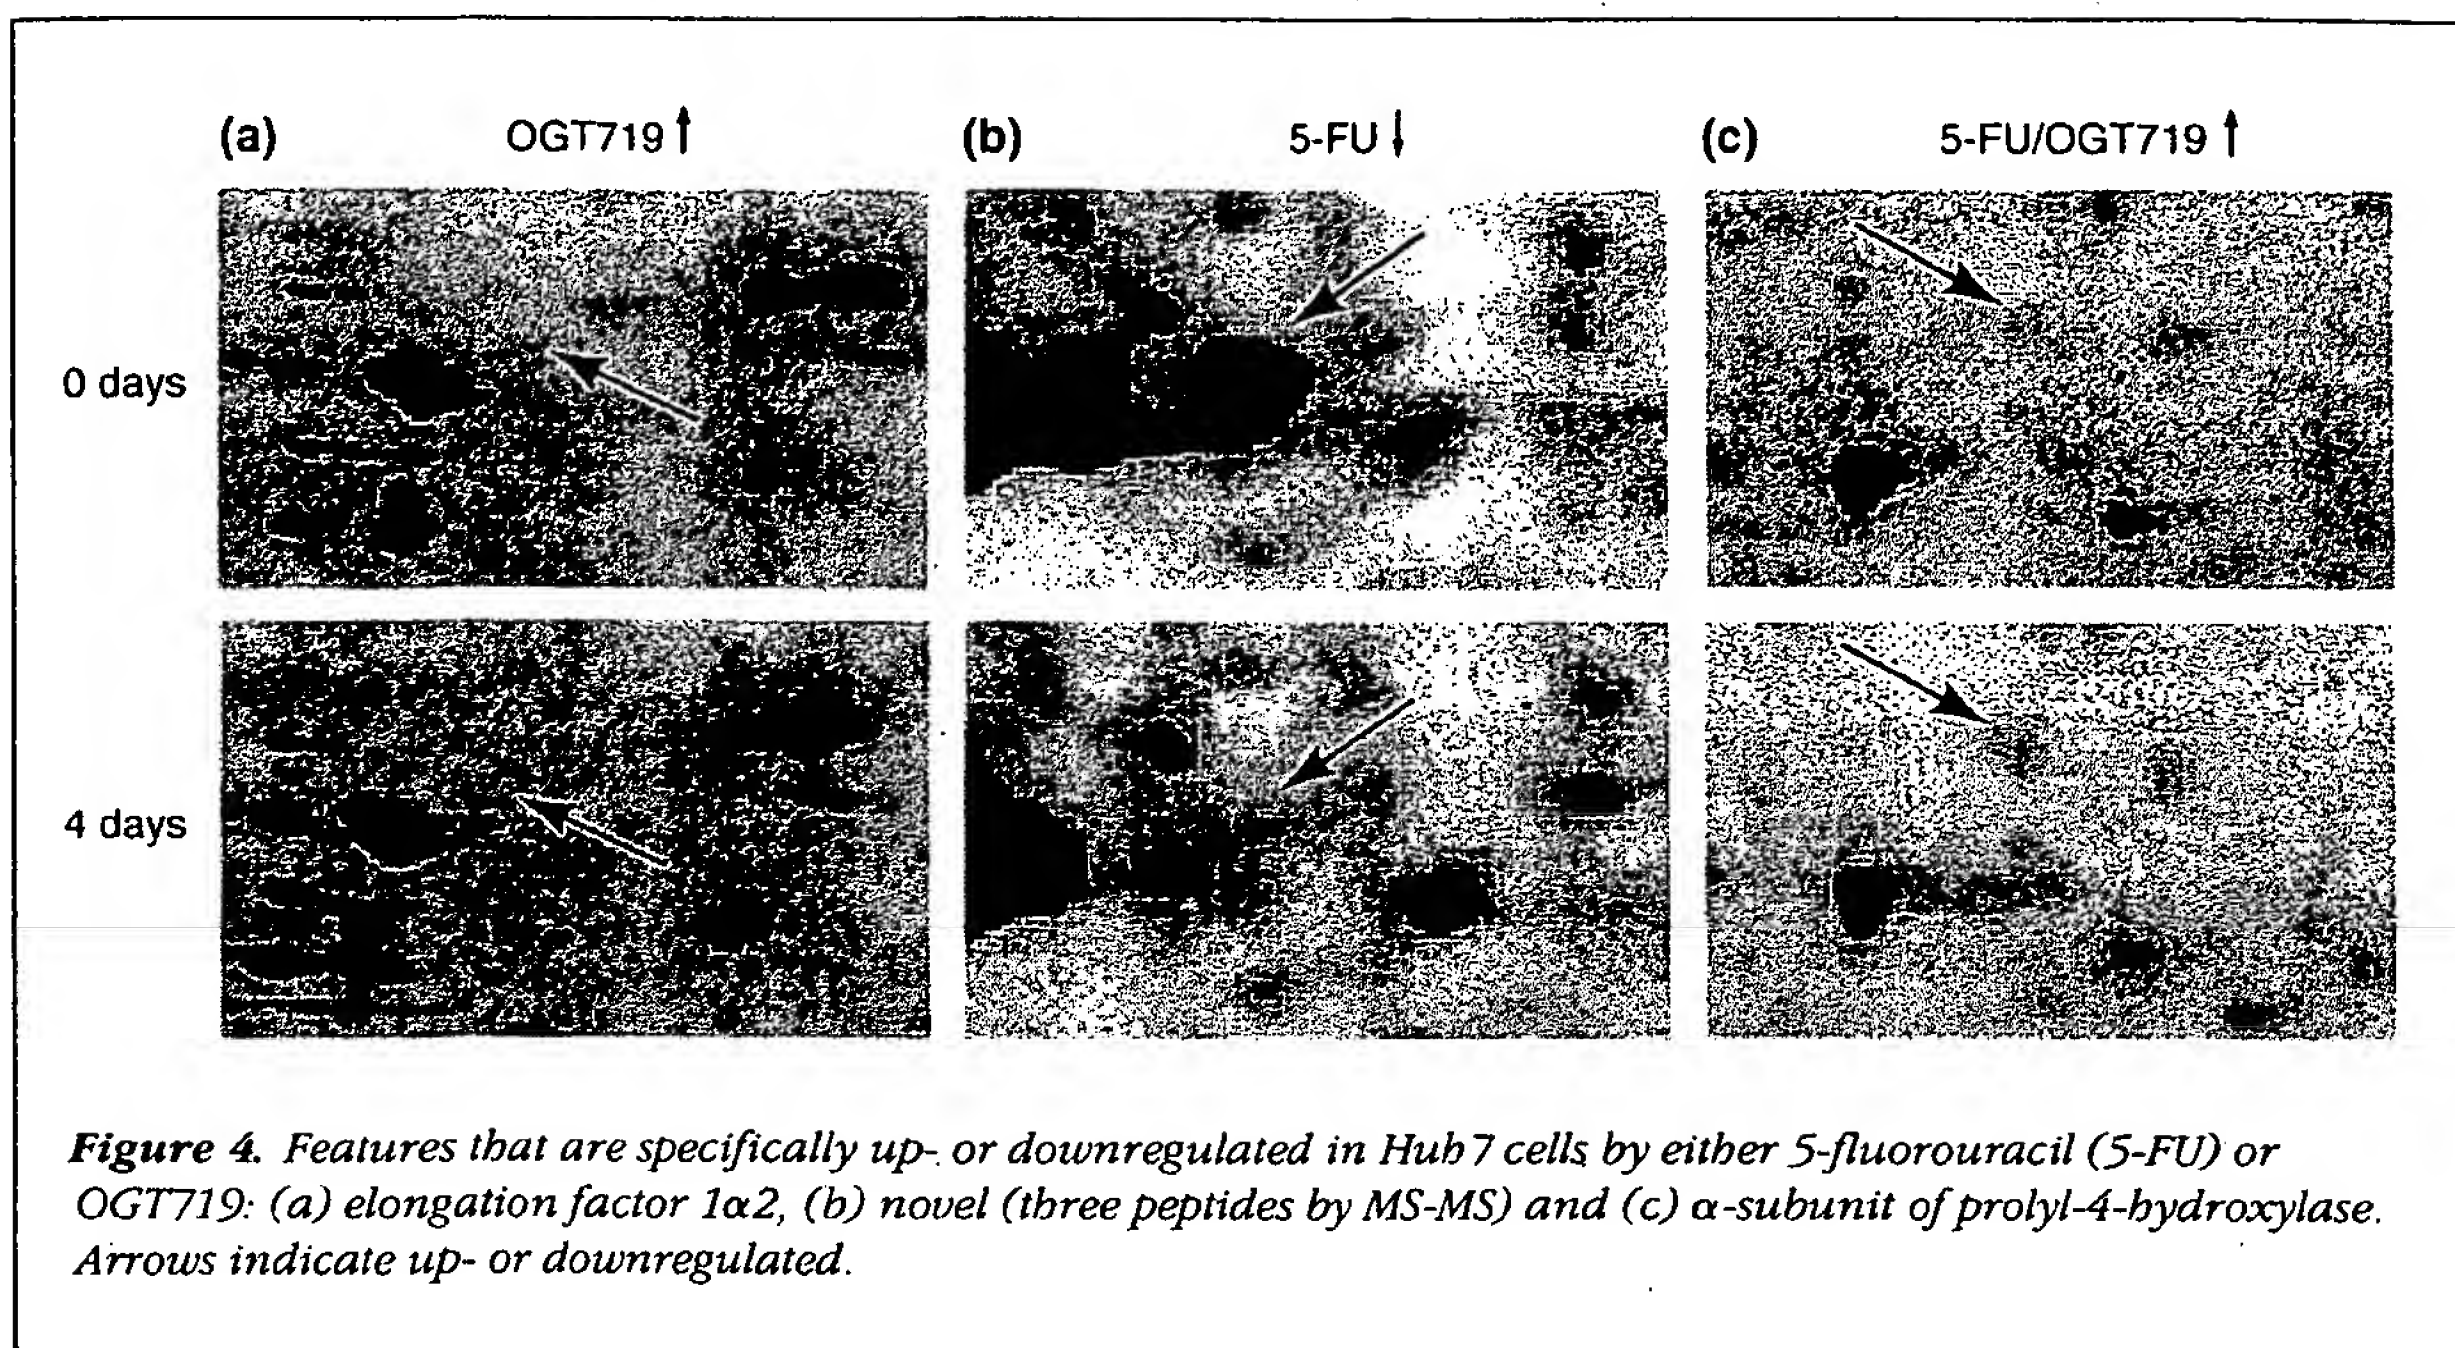 (a) OGT719 ↑ (b) 5-FU ↓ (c) 5-FU/OGT719 ↑
0 days
4 days
Figure 4. Features that are specifically up- or downregulated in Huh7 cells by either 5-fluorouracil (5-FU) or
OGT719: (a) elongation factor 1α2, (b) novel (three peptides by MS-MS) and (c) α-subunit of prolyl-4-hydroxylase.
Arrows indicate up- or downregulated.